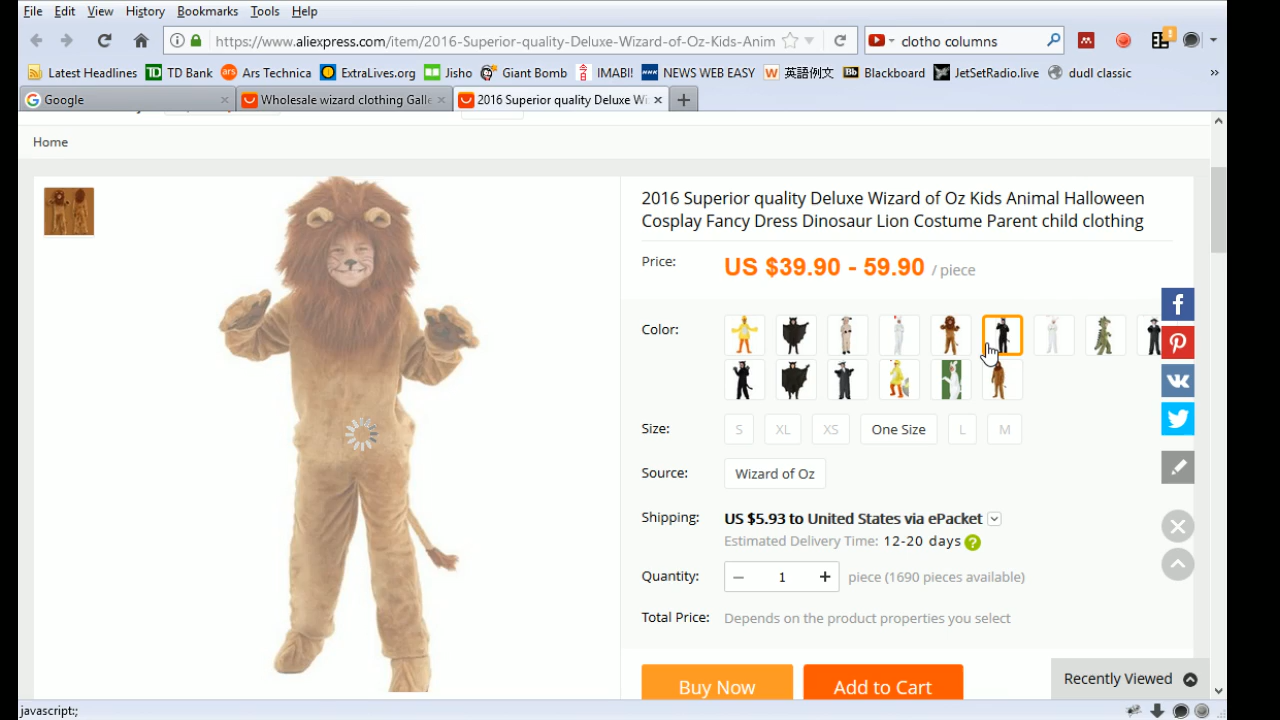 File Edit View History Bookmarks Tools Help
https://www.aliexpress.com/item/2016-Superior-quality-Deluxe-Wizard-of-Oz-Kids-Anim
clotho columns
Latest Headlines TD TD Bank ars Ars Technica ExtraLives.org Jisho Giant Bomb IMABI! NHK NEWS WEB EASY W 英語例文 Bb Blackboard JetSetRadio.live dudl classic
Google
Wholesale wizard clothing Galle
2016 Superior quality Deluxe Wi
Home
2016 Superior quality Deluxe Wizard of Oz Kids Animal Halloween
Cosplay Fancy Dress Dinosaur Lion Costume Parent child clothing
Price: US $39.90 - 59.90 / piece
Color:
Size: S XL XS One Size L M
Source: Wizard of Oz
Shipping: US $5.93 to United States via ePacket
Estimated Delivery Time: 12-20 days ?
Quantity: − 1 + piece (1690 pieces available)
Total Price: Depends on the product properties you select
Buy Now Add to Cart
Recently Viewed
javascript:;